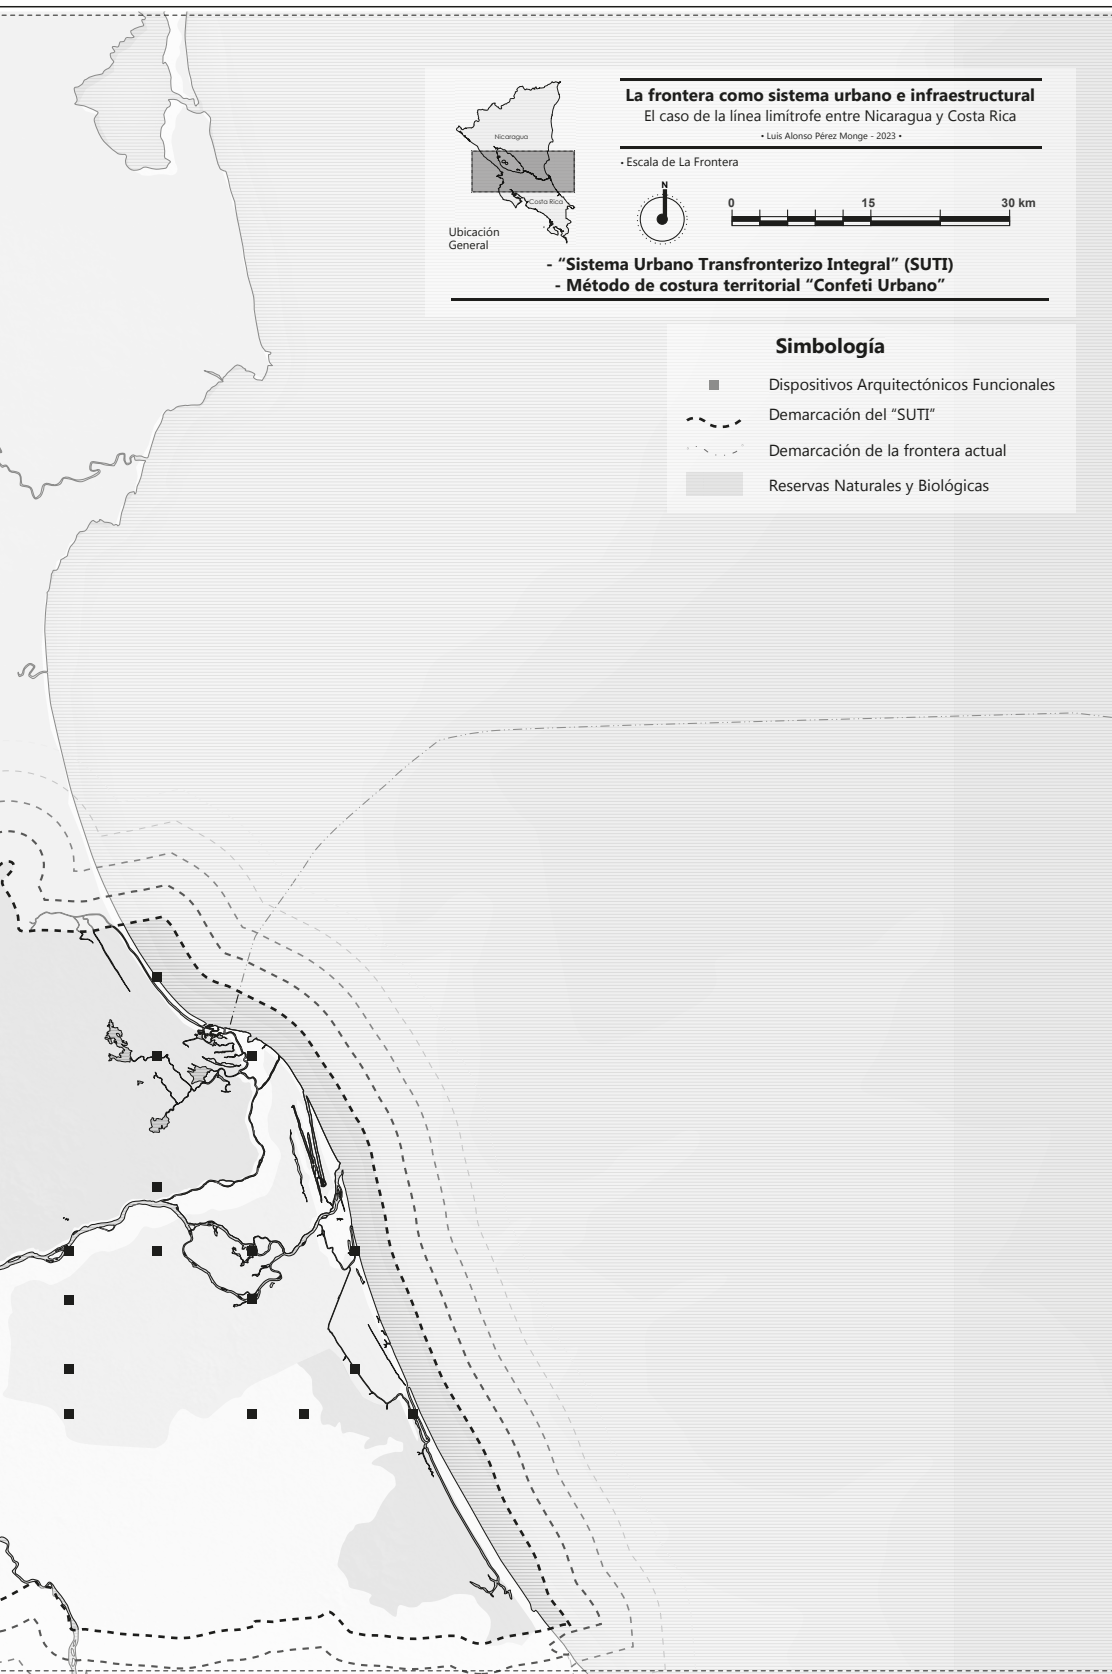 La frontera como sistema urbano e infraestructural
El caso de la línea limítrofe entre Nicaragua y Costa Rica
• Luis Alonso Pérez Monge - 2023 •
Nicaragua
Costa Rica
Ubicación
General
• Escala de La Frontera
N
0 15 30 km
- “Sistema Urbano Transfronterizo Integral” (SUTI)
- Método de costura territorial “Confeti Urbano”
Simbología
Dispositivos Arquitectónicos Funcionales
Demarcación del “SUTI”
Demarcación de la frontera actual
Reservas Naturales y Biológicas